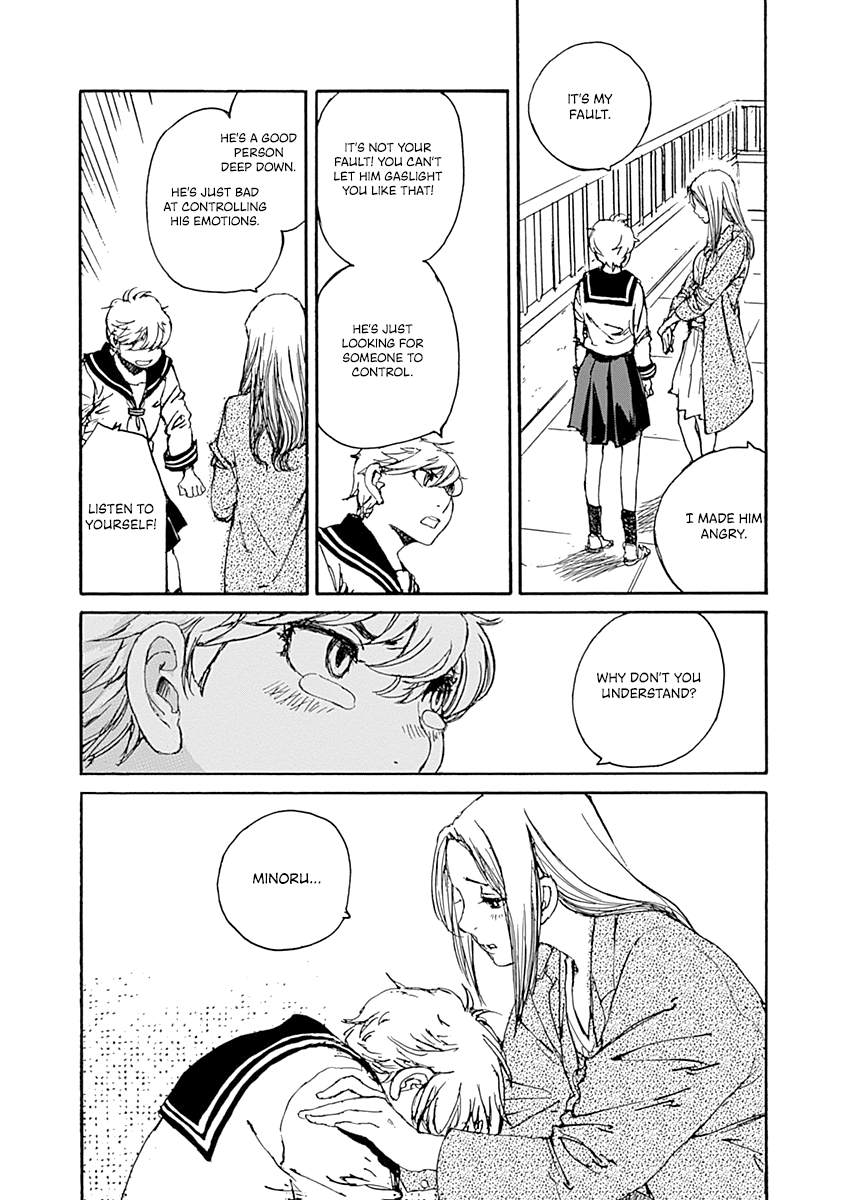 IT'S MY
FAULT.
I MADE HIM
ANGRY.
IT'S NOT YOUR
FAULT! YOU CAN'T
LET HIM GASLIGHT
YOU LIKE THAT!
HE'S JUST
LOOKING FOR
SOMEONE TO
CONTROL.
HE'S A GOOD
PERSON
DEEP DOWN.
HE'S JUST BAD
AT CONTROLLING
HIS EMOTIONS.
LISTEN TO
YOURSELF!
WHY DON'T YOU
UNDERSTAND?
MINORU...